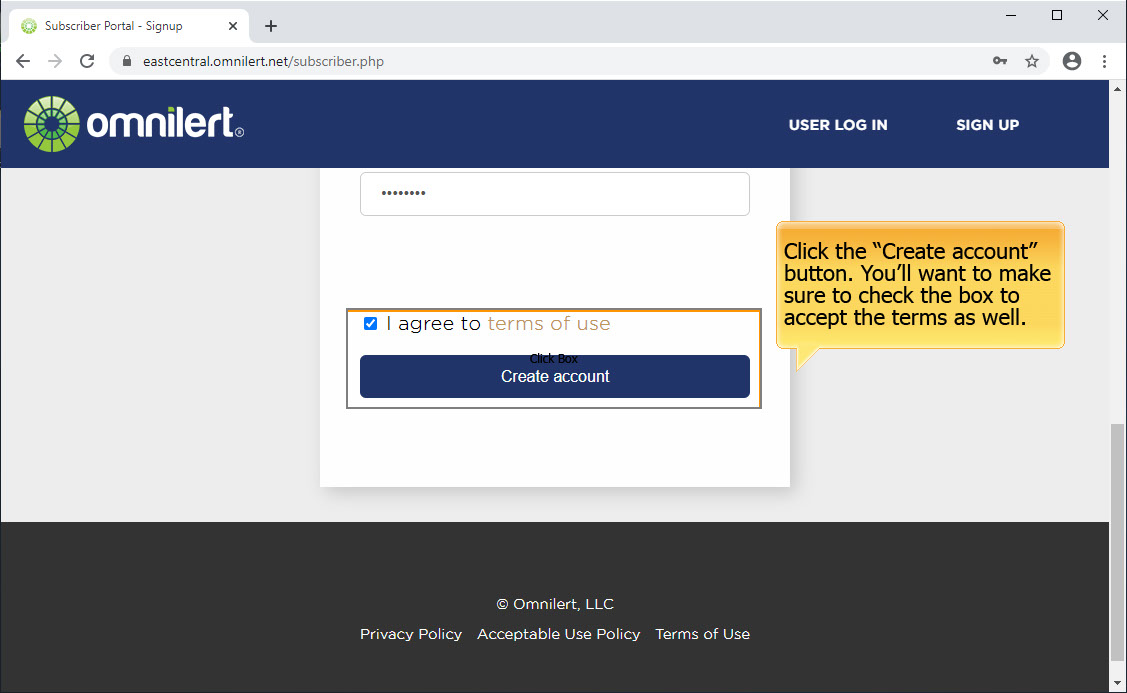 Subscriber Portal - Signup
eastcentral.omnilert.net/subscriber.php
omnilert®
USER LOG IN
SIGN UP
••••••••
Click the “Create account”
button. You’ll want to make
sure to check the box to
accept the terms as well.
I agree to terms of use
Click Box
Create account
© Omnilert, LLC
Privacy Policy Acceptable Use Policy Terms of Use